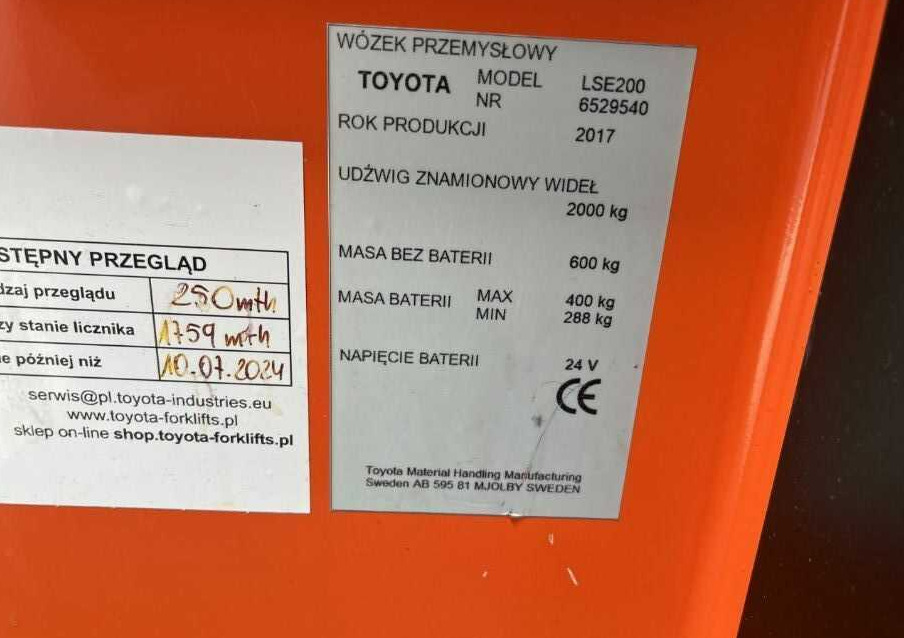 STĘPNY PRZEGLĄD
dzaj przeglądu 250mth
zy stanie licznika 1759 mth
e później niż 10.07.2024
serwis@pl.toyota-industries.eu
www.toyota-forklifts.pl
sklep on-line shop.toyota-forklifts.pl
WÓZEK PRZEMYSŁOWY
TOYOTA MODEL LSE200
NR 6529540
ROK PRODUKCJI 2017
UDŹWIG ZNAMIONOWY WIDEŁ
2000 kg
MASA BEZ BATERII 600 kg
MASA BATERII MAX 400 kg
MIN 288 kg
NAPIĘCIE BATERII 24 V
CE
Toyota Material Handling Manufacturing
Sweden AB 595 81 MJOLBY SWEDEN